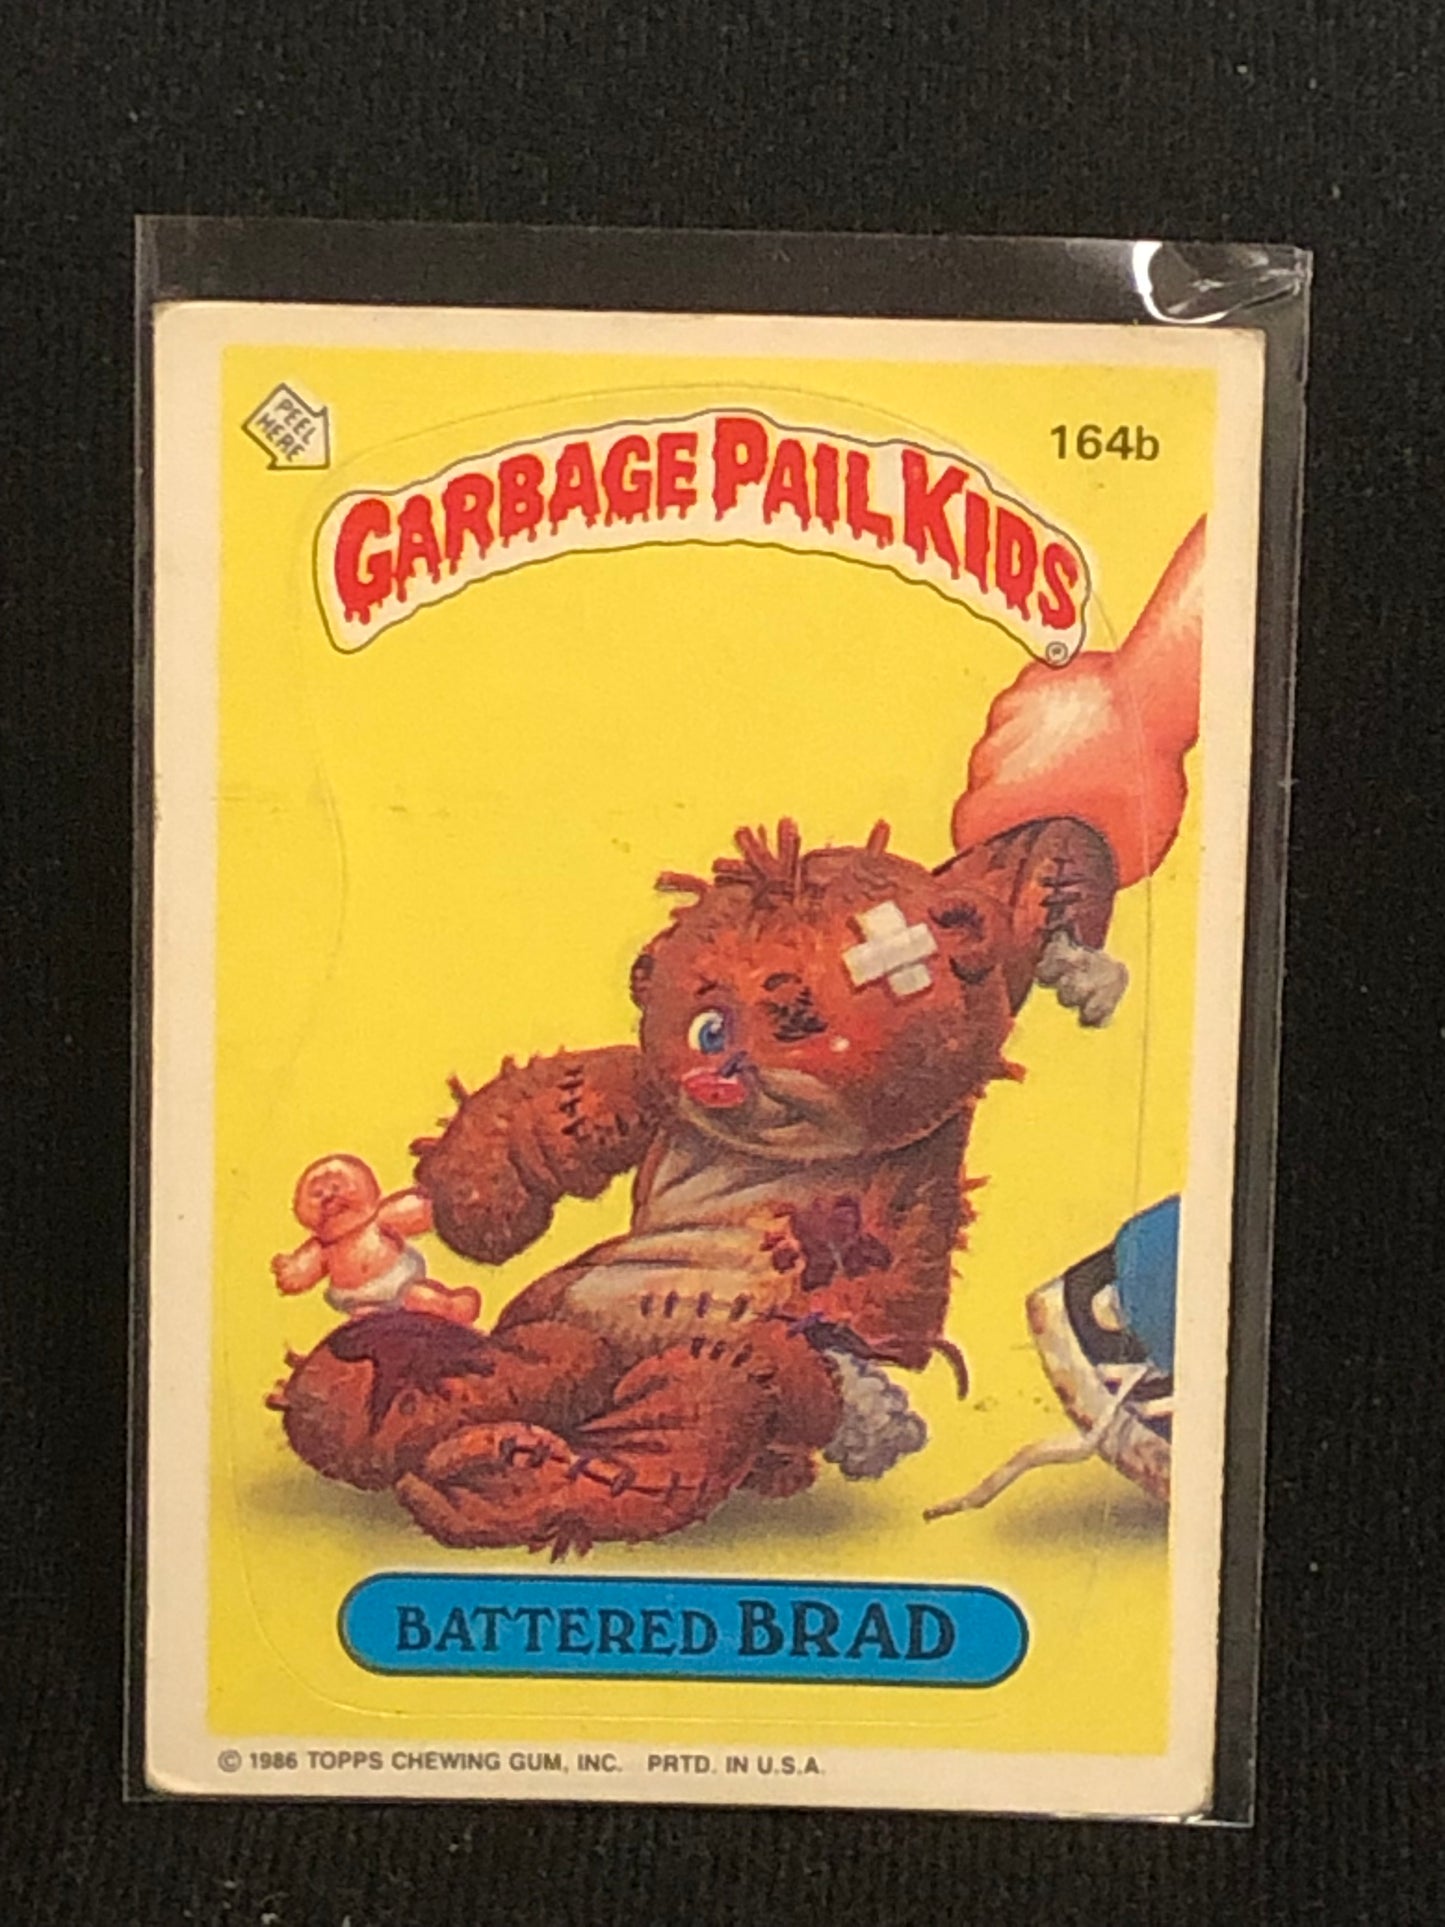 PEEL
HERE
164b
GARBAGE PAIL KIDS
®
BATTERED BRAD
© 1986 TOPPS CHEWING GUM, INC. PRTD. IN U.S.A.